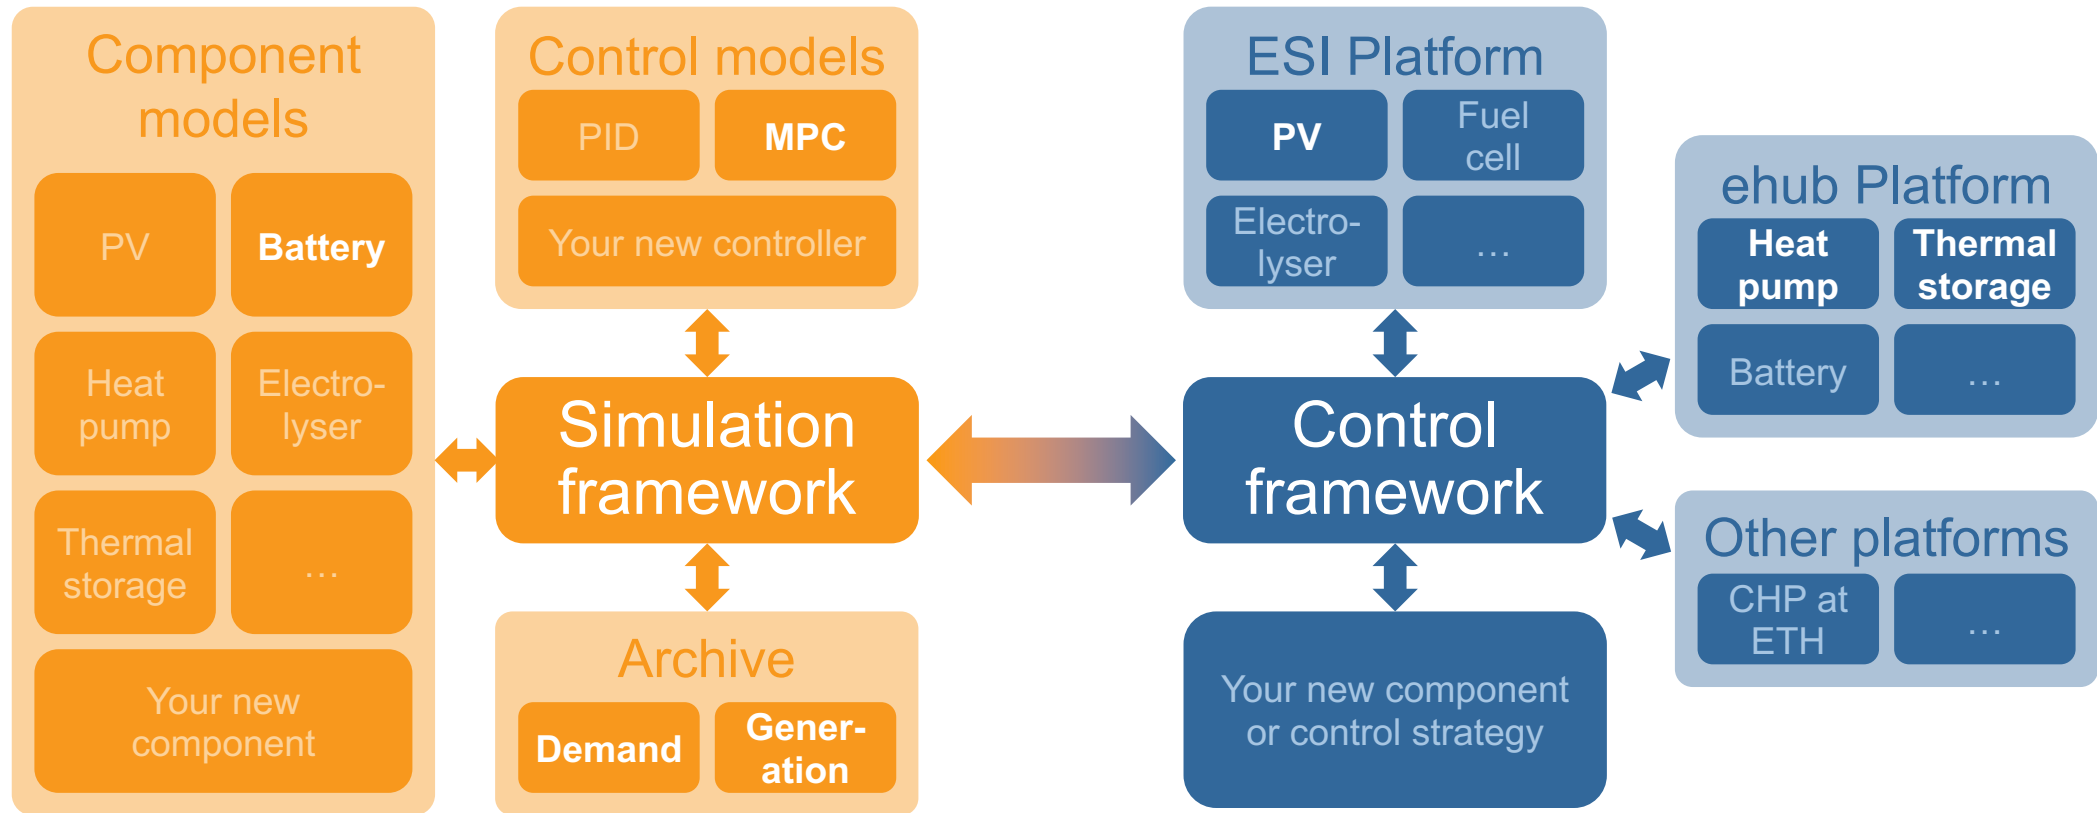 Component
models
PV
Battery
Heat
pump
Electro-
lyser
Thermal
storage
…
Your new
component
Control models
PID
MPC
Your new controller
Simulation
framework
Archive
Demand
Gener-
ation
ESI Platform
PV
Fuel
cell
Electro-
lyser
…
Control
framework
Your new component
or control strategy
ehub Platform
Heat
pump
Thermal
storage
Battery
…
Other platforms
CHP at
ETH
…